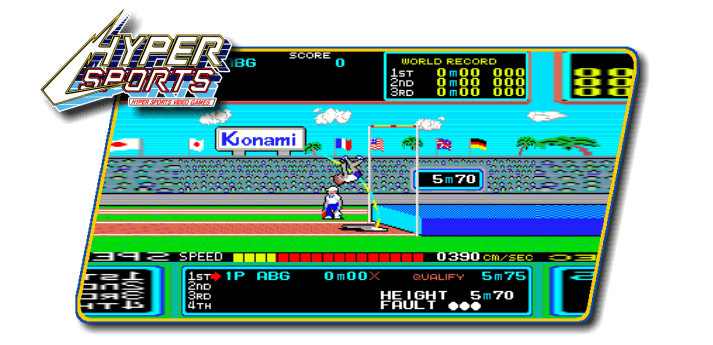 HYPER
SPORTS
HYPER SPORTS VIDEO GAMES
ABG SCORE 0
WORLD RECORD
1ST 0m00 000
2ND 0m00 000
3RD 0m00 000
Konami
5m70
SPEED 0390 CM/SEC
1ST 1P ABG 0m00X QUALIFY 5m75
2ND
3RD HEIGHT 5m70
4TH FAULT